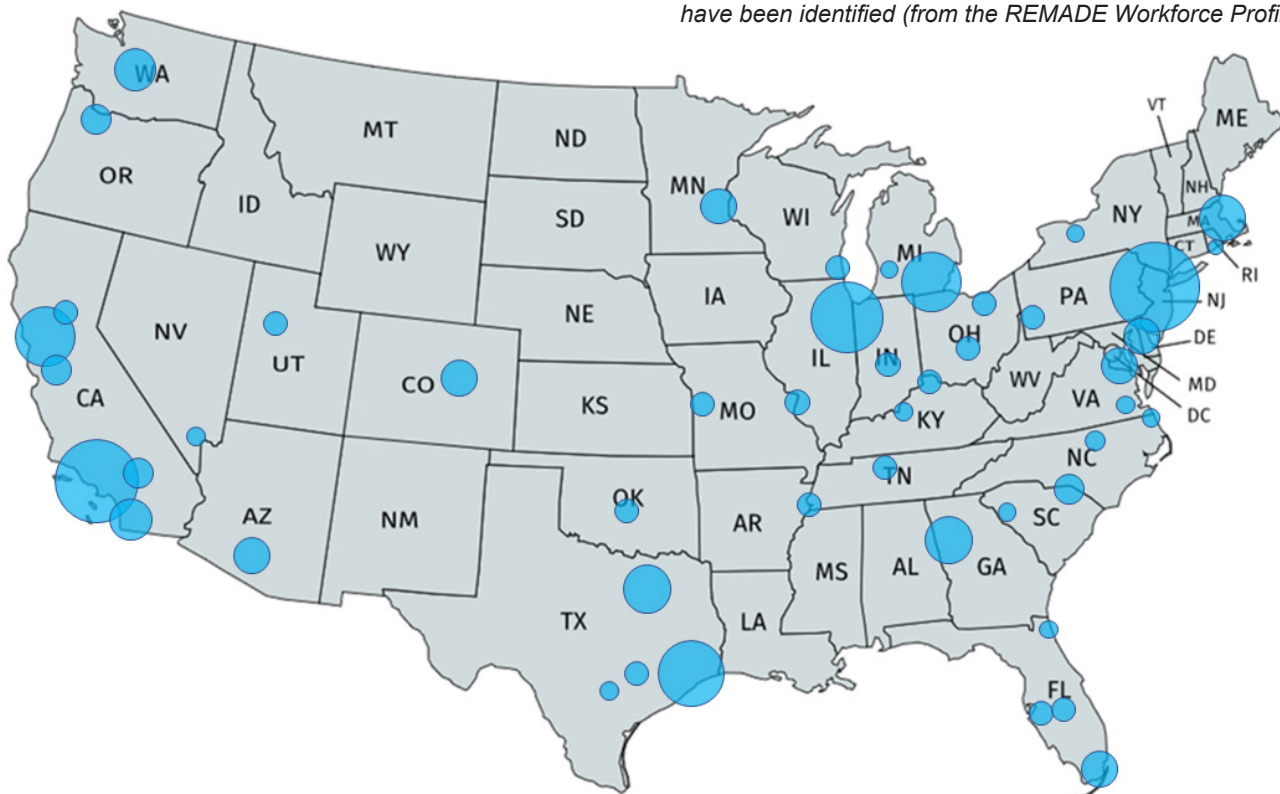 have been identified (from the REMADE Workforce Profi
WA
MT
ND
VT
ME
OR
MN
ID
SD
WI
NH
NY
MI
MA
WY
CT
RI
IA
PA
NJ
NE
NV
OH
DE
UT
IL
IN
CO
WV
MD
CA
KS
MO
VA
DC
KY
NC
TN
OK
AZ
NM
AR
SC
MS
AL
GA
TX
LA
FL